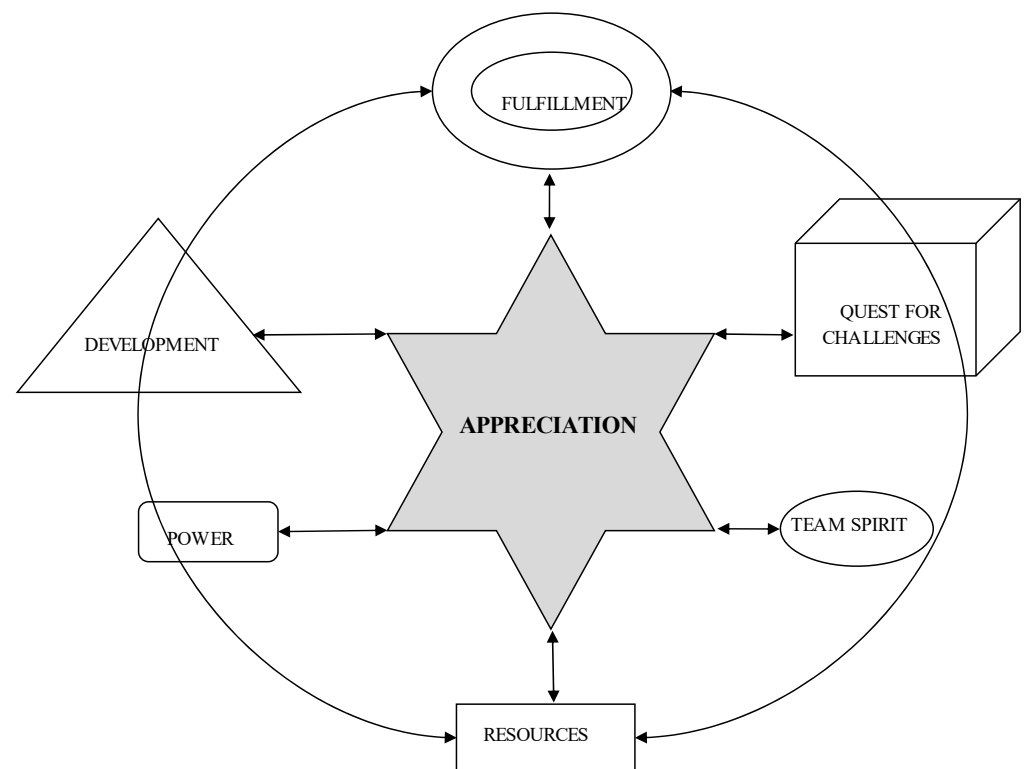 FULFILLMENT
QUEST FOR
CHALLENGES
DEVELOPMENT
APPRECIATION
TEAM SPIRIT
POWER
RESOURCES